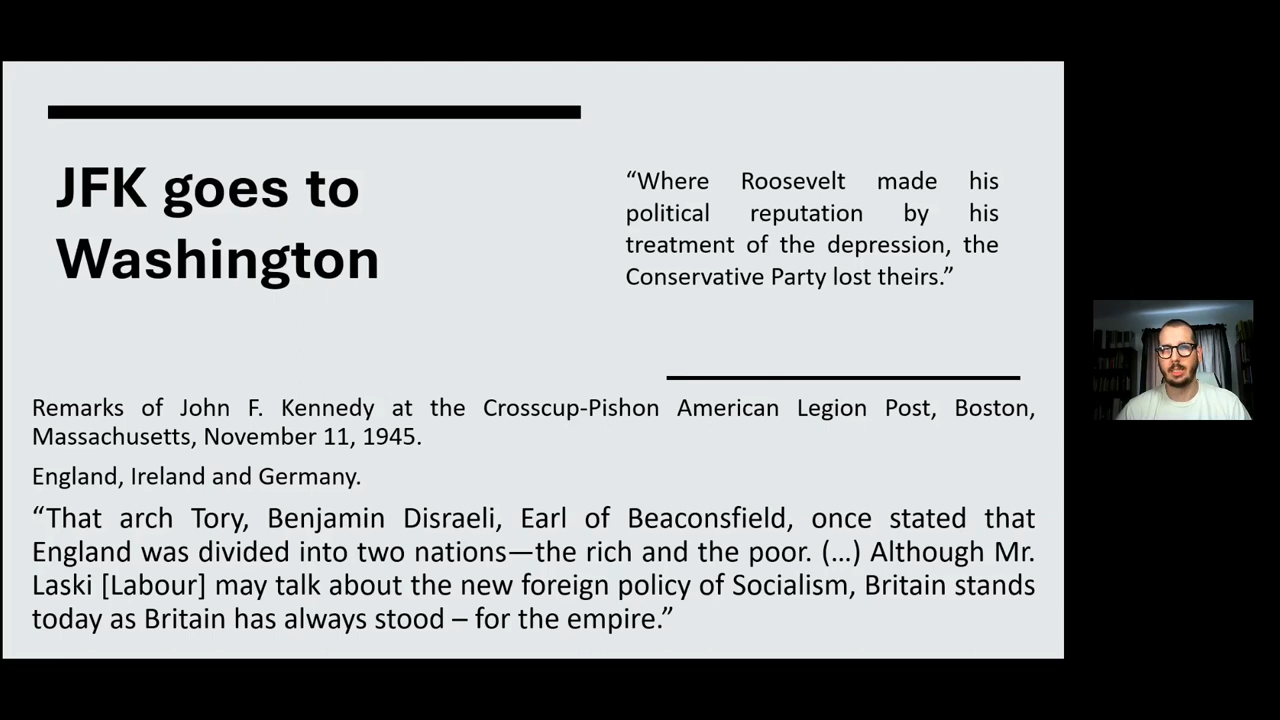 JFK goes to
Washington
“Where Roosevelt made his
political reputation by his
treatment of the depression, the
Conservative Party lost theirs.”
Remarks of John F. Kennedy at the Crosscup-Pishon American Legion Post, Boston,
Massachusetts, November 11, 1945.
England, Ireland and Germany.
“That arch Tory, Benjamin Disraeli, Earl of Beaconsfield, once stated that
England was divided into two nations—the rich and the poor. (…) Although Mr.
Laski [Labour] may talk about the new foreign policy of Socialism, Britain stands
today as Britain has always stood – for the empire.”